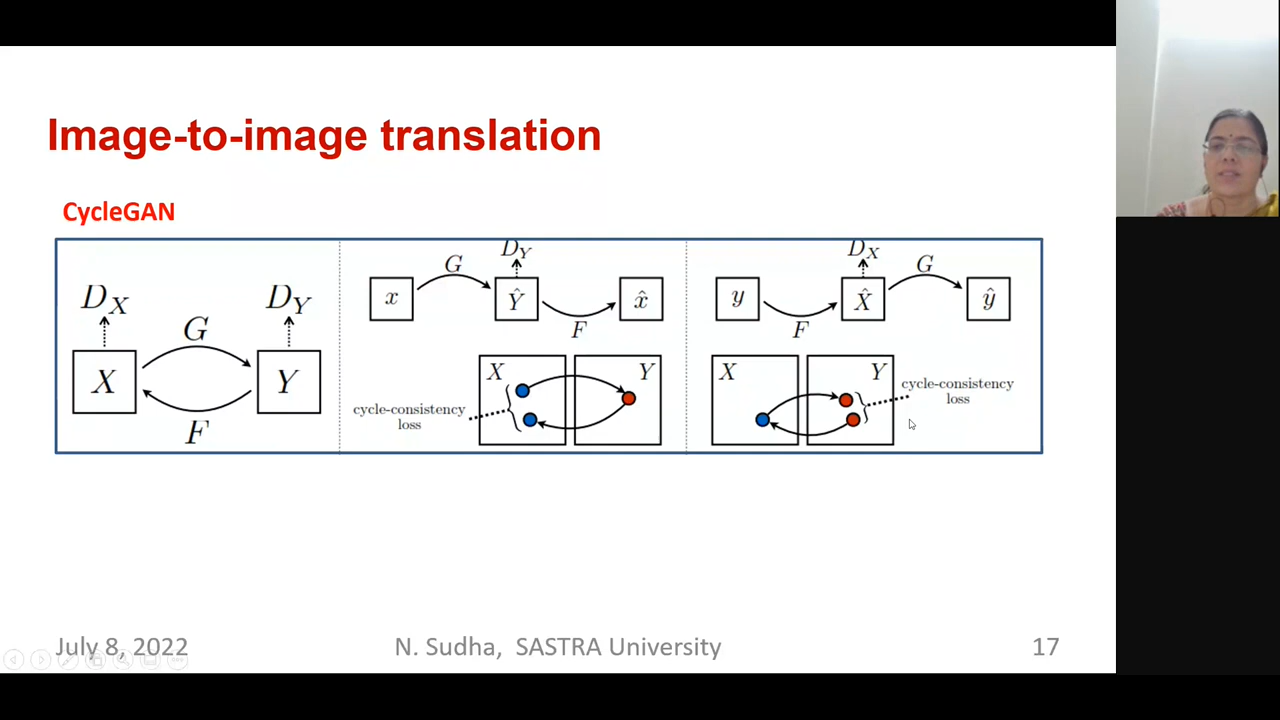 Image-to-image translation
CycleGAN
D_X D_Y
G
X Y
F
D_Y
G
x Ŷ x̂
F
X Y
cycle-consistency
loss
D_X
G
y X̂ ŷ
F
X Y
cycle-consistency
loss
July 8, 2022 N. Sudha, SASTRA University 17